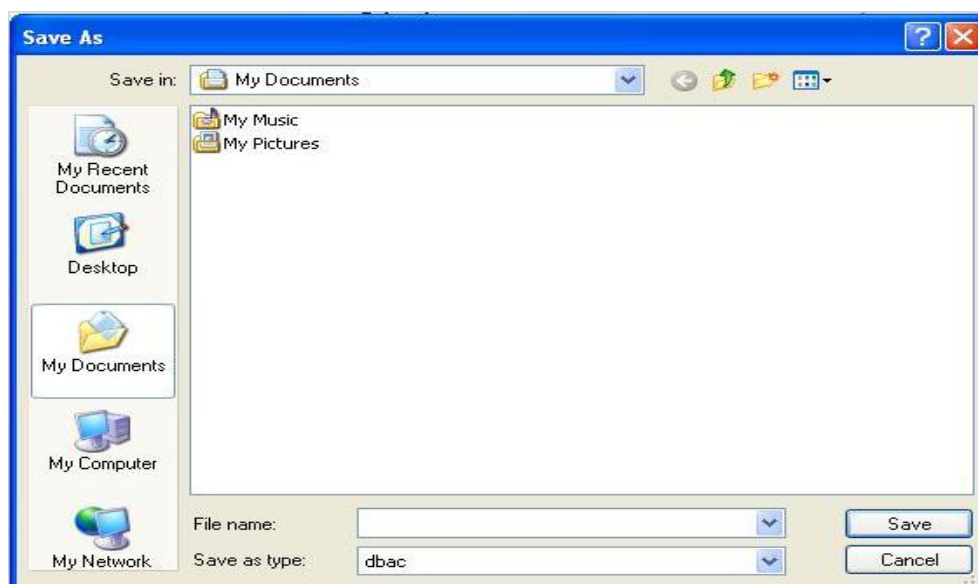 Save As
Save in:
My Documents
My Music
My Pictures
My Recent
Documents
Desktop
My Documents
My Computer
My Network
File name:
Save
Save as type:
dbac
Cancel